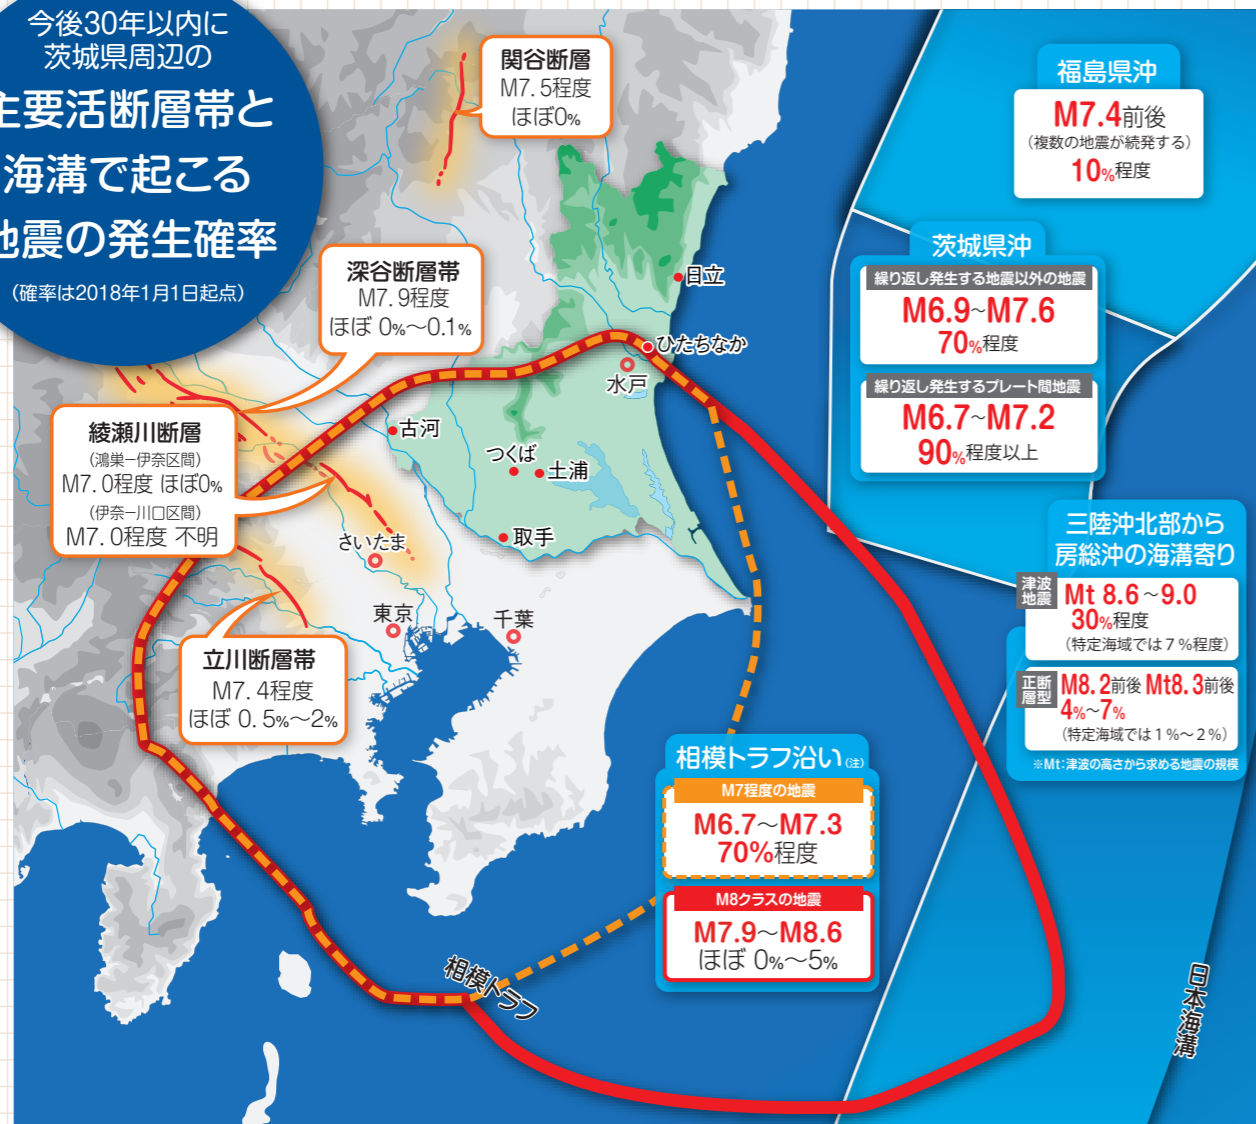 今後30年以内に
茨城県周辺の
主要活断層帯と
海溝で起こる
地震の発生確率
(確率は2018年1月1日起点)
関谷断層
M7.5程度
ほぼ0%
深谷断層帯
M7.9程度
ほぼ 0%～0.1%
綾瀬川断層
(鴻巣－伊奈区間)
M7.0程度 ほぼ0%
(伊奈－川口区間)
M7.0程度 不明
立川断層帯
M7.4程度
ほぼ 0.5%～2%
日立
ひたちなか
水戸
古河
つくば
土浦
取手
さいたま
東京
千葉
福島県沖
M7.4前後
(複数の地震が続発する)
10%程度
茨城県沖
繰り返し発生する地震以外の地震
M6.9～M7.6
70%程度
繰り返し発生するプレート間地震
M6.7～M7.2
90%程度以上
三陸沖北部から
房総沖の海溝寄り
津波
地震
Mt 8.6～9.0
30%程度
(特定海域では7%程度)
正断
層型
M8.2前後 Mt8.3前後
4%～7%
(特定海域では1%～2%)
※Mt:津波の高さから求める地震の規模
相模トラフ沿い(注)
M7程度の地震
M6.7～M7.3
70%程度
M8クラスの地震
M7.9～M8.6
ほぼ 0%～5%
相模トラフ
日本海溝